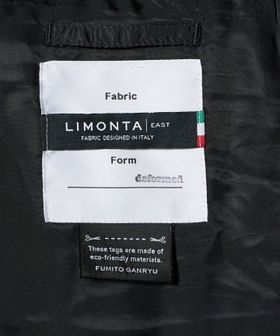 Fabric
LIMONTA | EAST
FABRIC DESIGNED IN ITALY
Form
deformed
These tags are made of
eco-friendly materials.
FUMITO GANRYU